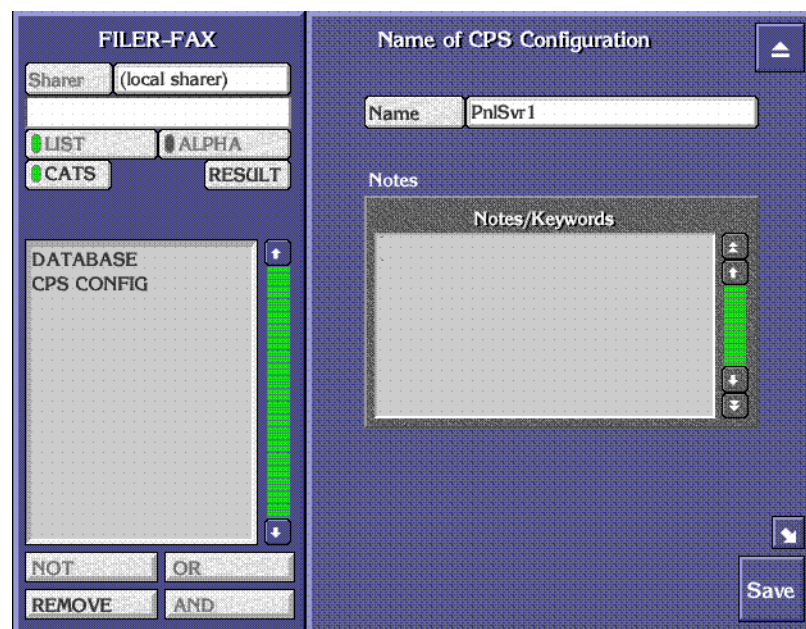 FILER-FAX
Sharer (local sharer)
LIST ALPHA
CATS RESULT
DATABASE
CPS CONFIG
NOT OR
REMOVE AND
Name of CPS Configuration
Name PnlSvr1
Notes
Notes/Keywords
Save